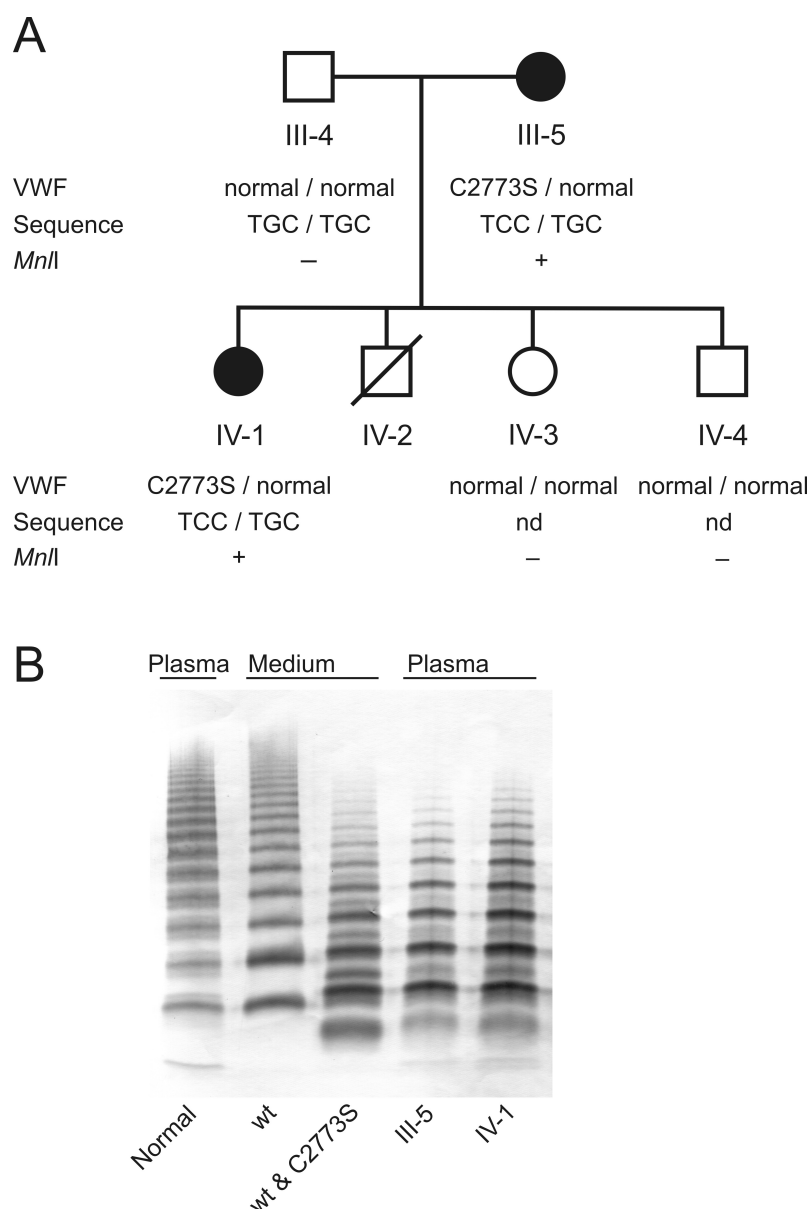 A
III-4 III-5
VWF normal / normal C2773S / normal
Sequence TGC / TGC TCC / TGC
MnlI – +
IV-1 IV-2 IV-3 IV-4
VWF C2773S / normal normal / normal normal / normal
Sequence TCC / TGC nd nd
MnlI + – –
B
Plasma Medium Plasma
Normal wt wt & C2773S III-5 IV-1